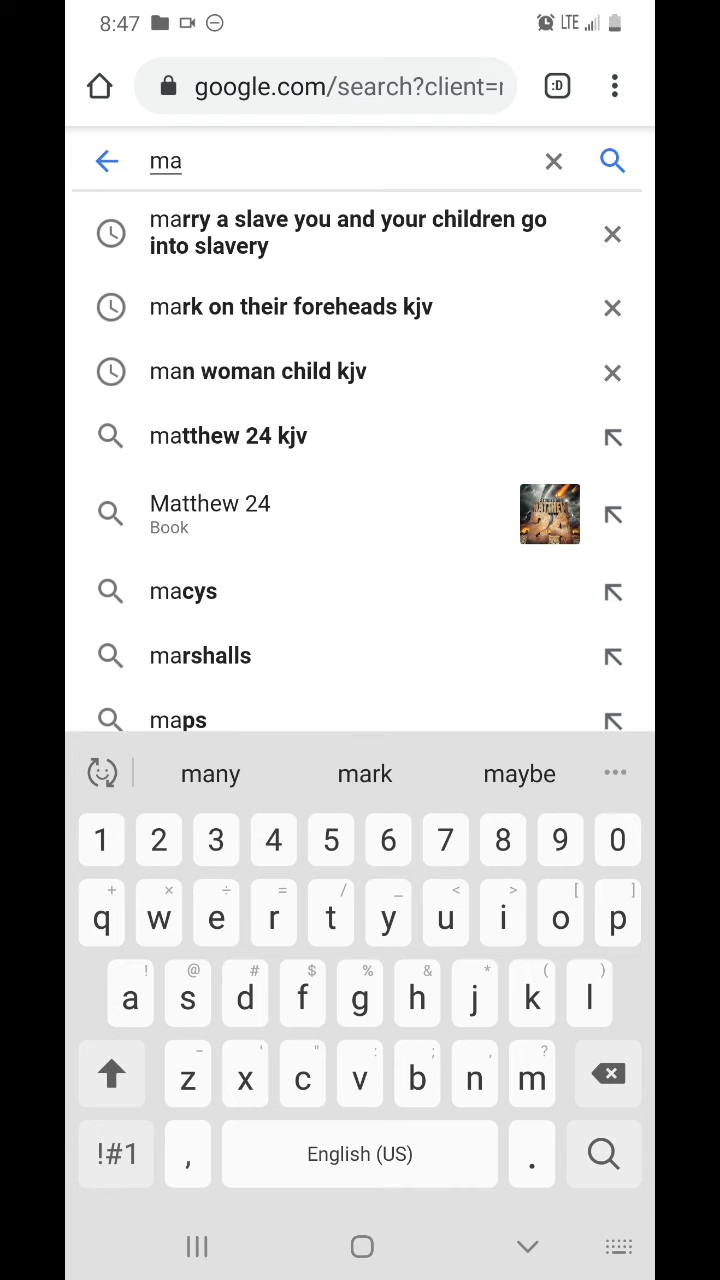 8:47 LTE
google.com/search?client=
:D
ma
marry a slave you and your children go
into slavery
mark on their foreheads kjv
man woman child kjv
matthew 24 kjv
Matthew 24
Book
macys
marshalls
maps
many mark maybe
1 2 3 4 5 6 7 8 9 0
+ × ÷ = / _ < > [ ]
q w e r t y u i o p
! @ # $ % & * ( )
a s d f g h j k l
- ' " : ; , ?
z x c v b n m
!#1 , English (US) .